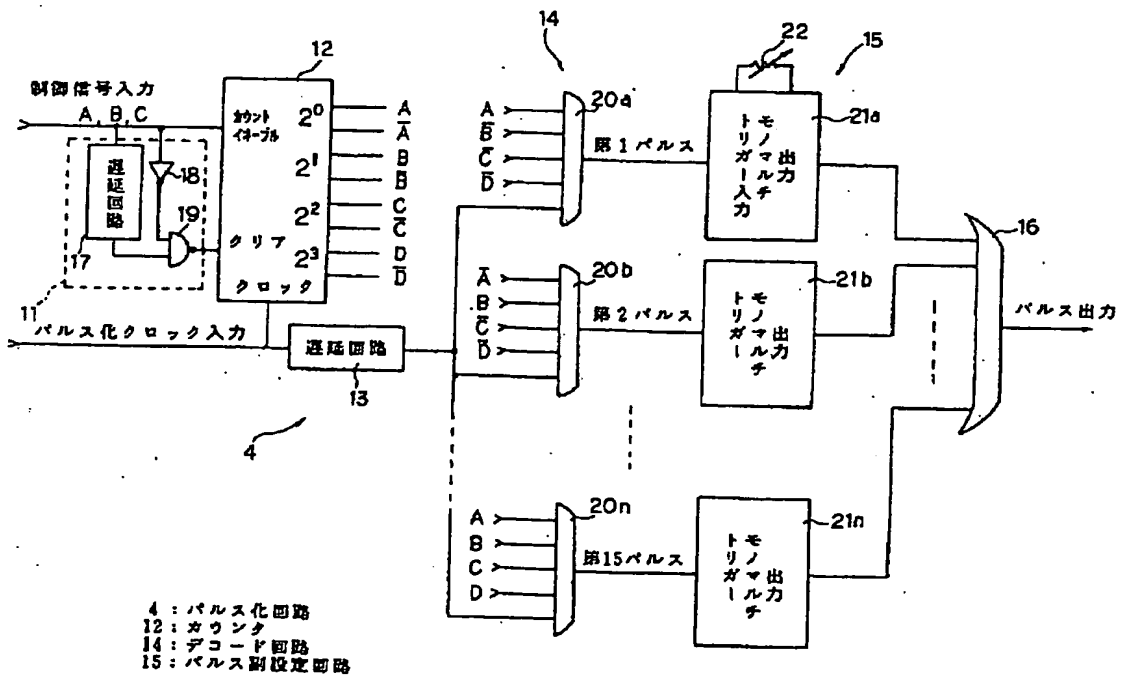 14
12
22
15
制御信号入力
A, B, C
カウント
イネーブル
2⁰
A
A̅
2¹
B
B̅
2²
C
C̅
2³
D
D̅
クリア
クロック
遅延回路
17
18
19
11
パルス化クロック入力
遅延回路
13
4
A
B̅
C̅
D̅
20a
第1パルス
トリガー入力
モノマルチ
出力
21a
A̅
B
C̅
D̅
20b
第2パルス
トリガー
モノマルチ
出力
21b
A
B
C
D
20n
第15パルス
トリガー
モノマルチ
出力
21n
16
パルス出力
4：パルス化回路
12：カウンタ
14：デコード回路
15：パルス副設定回路